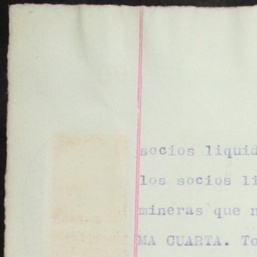 socios liquid
los socios li
mineras que n
MA CUARTA. To